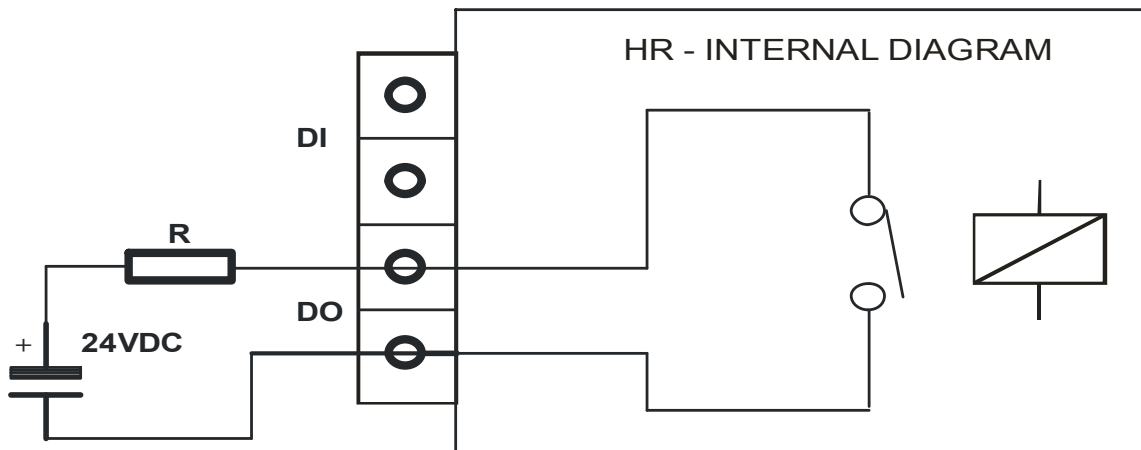 HR - INTERNAL DIAGRAM
DI
R
DO
+ 24VDC